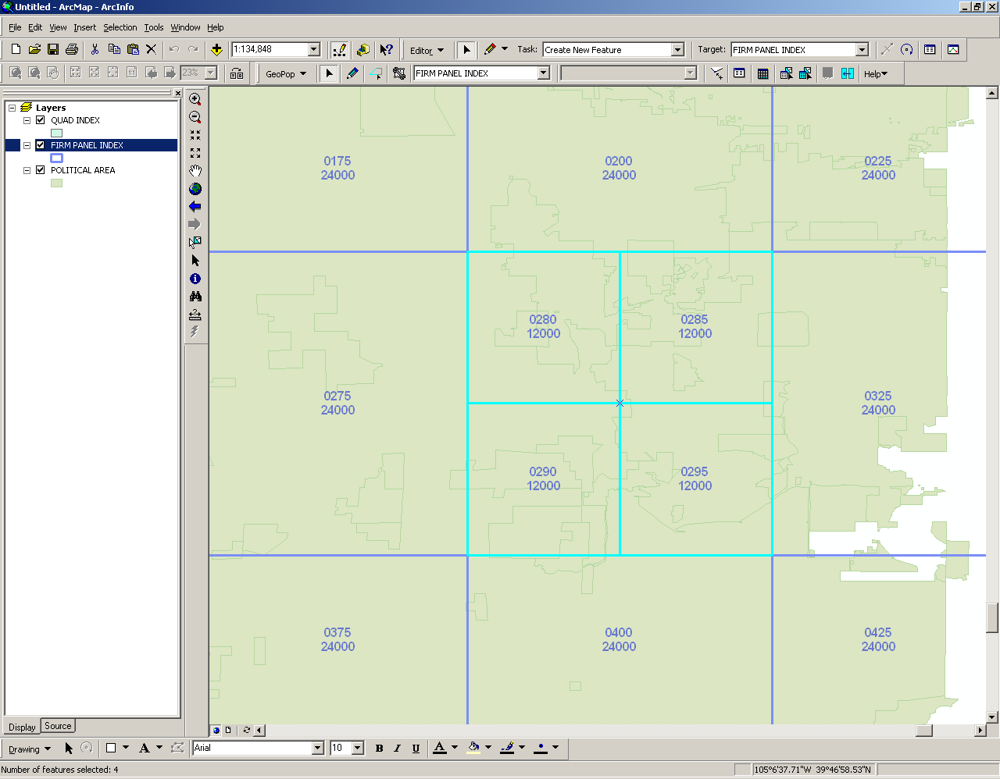 Untitled - ArcMap - ArcInfo
File Edit View Insert Selection Tools Window Help
1:134,848 Editor Task: Create New Feature Target: FIRM PANEL INDEX
23% GeoPop FIRM PANEL INDEX Help
Layers
QUAD INDEX
FIRM PANEL INDEX
POLITICAL AREA
0175
24000
0200
24000
0225
24000
0280
12000
0285
12000
0275
24000
0325
24000
0290
12000
0295
12000
0375
24000
0400
24000
0425
24000
Display Source
Drawing A Arial 10 B I U A
Number of features selected: 4
105°6'37.71"W 39°46'58.53"N